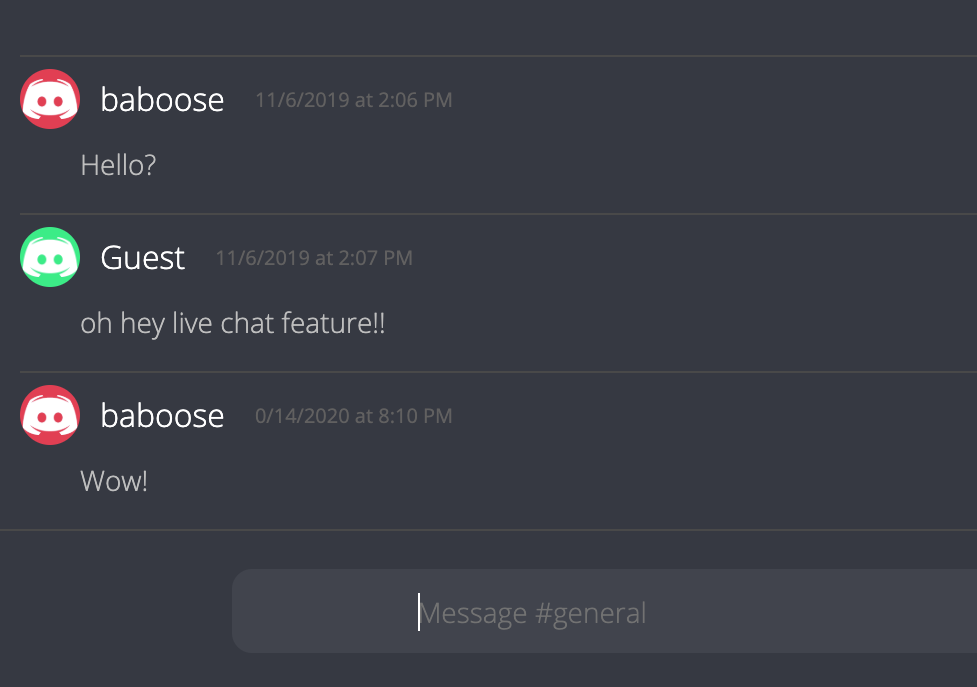 baboose 11/6/2019 at 2:06 PM
Hello?
Guest 11/6/2019 at 2:07 PM
oh hey live chat feature!!
baboose 0/14/2020 at 8:10 PM
Wow!
Message #general